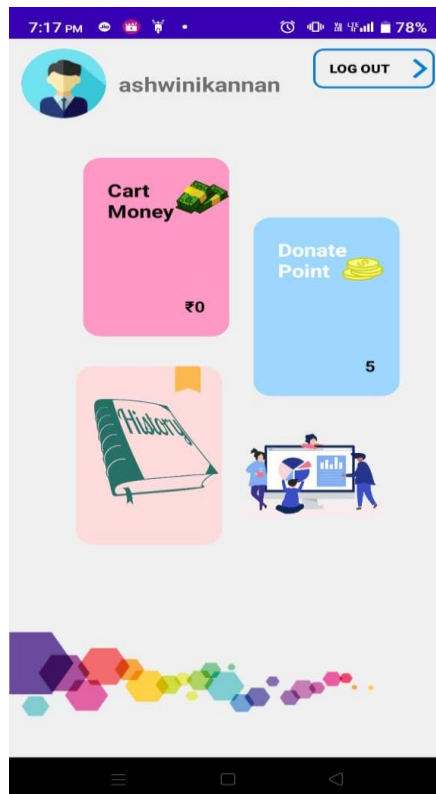 7:17 PM 78%
ashwinikannan
LOG OUT
Cart
Money
₹0
Donate
Point
5
History